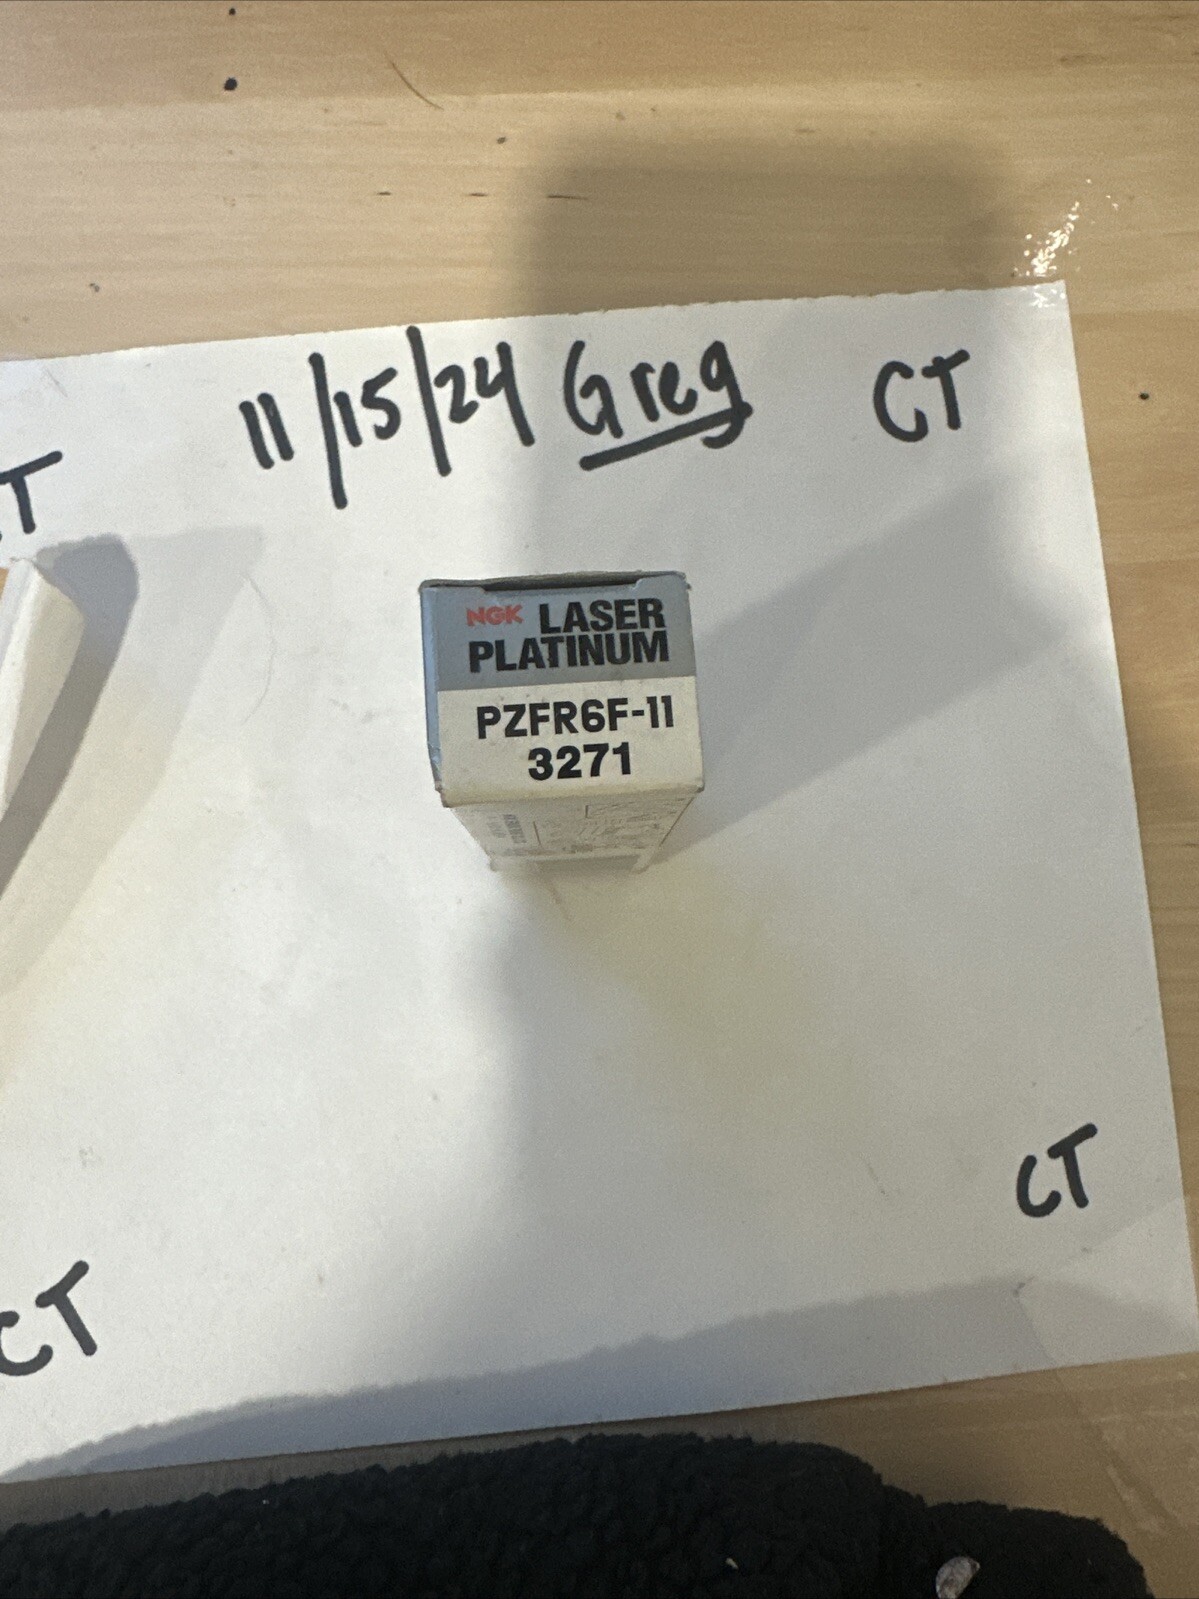 11/15/24 Greg CT
T
NGK LASER
PLATINUM
PZFR6F-11
3271
CT
CT